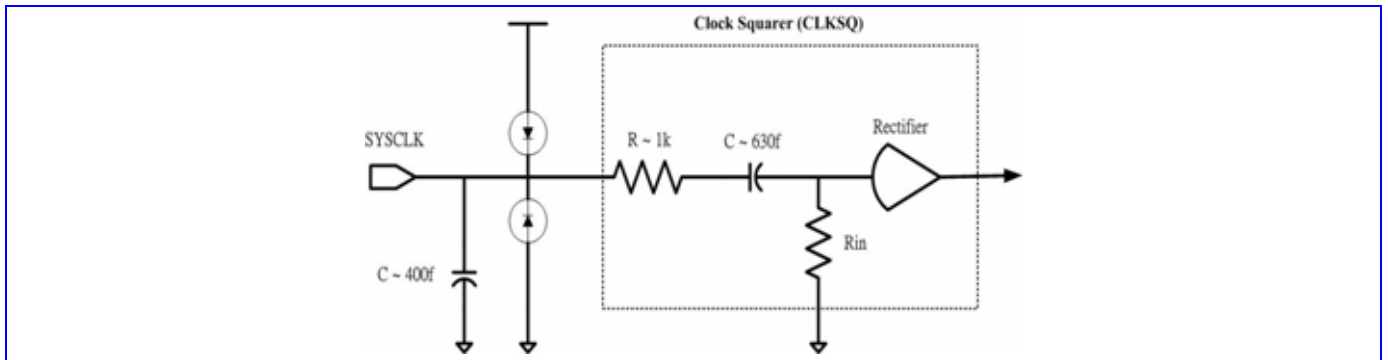 Clock Squarer (CLKSQ)
SYSCLK
R ~ 1k
C ~ 630f
Rectifier
Rin
C ~ 400f